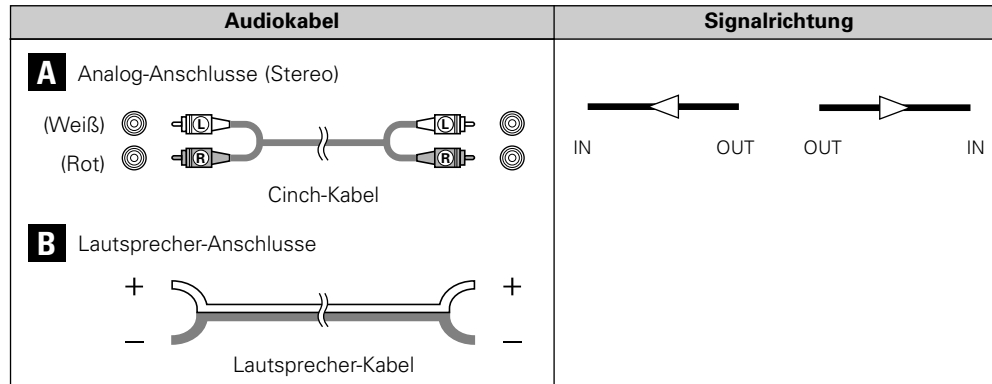 Audiokabel
Signalrichtung
A Analog-Anschlusse (Stereo)
(Weiß) L L
(Rot) R R
Cinch-Kabel
B Lautsprecher-Anschlusse
+ +
– –
Lautsprecher-Kabel
IN OUT OUT IN